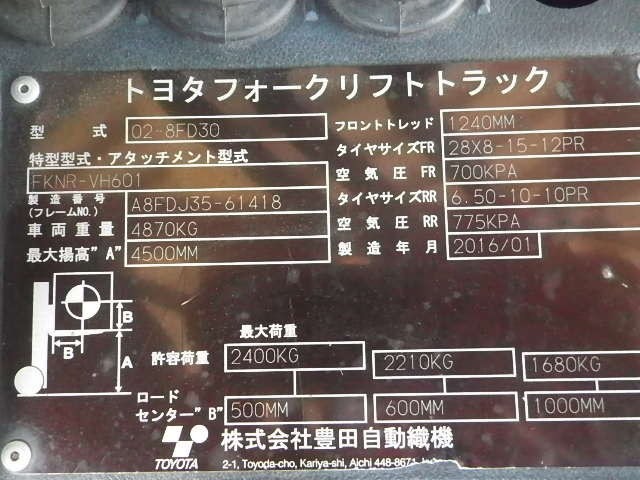 トヨタフォークリフトトラック
型式 02-8FD30
特型型式・アタッチメント型式
FKNR-VH601
製造番号 (フレームNO.) A8FDJ35-61418
車両重量 4870KG
最大揚高"A" 4500MM
フロントトレッド 1240MM
タイヤサイズFR 28X8-15-12PR
空気圧 FR 700KPA
タイヤサイズRR 6.50-10-10PR
空気圧 RR 775KPA
製造年月 2016/01
B
B
A
最大荷重
許容荷重 2400KG 2210KG 1680KG
ロードセンター"B" 500MM 600MM 1000MM
TOYOTA 株式会社豊田自動織機
2-1, Toyoda-cho, Kariya-shi, Aichi 448-8671,